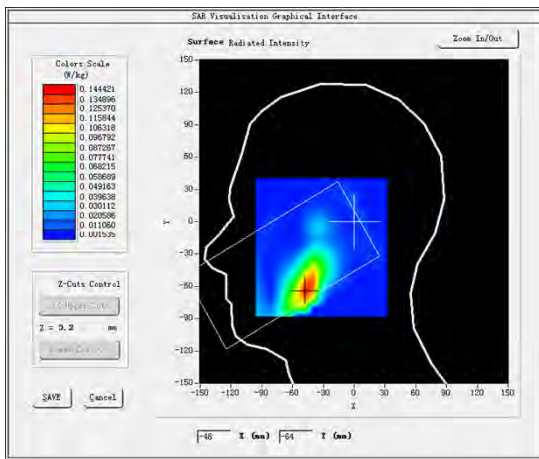 SAR Visualisation Graphical Interface
Surface Radiated Intensity
Zoom In/Out
Colors Scale
(W/kg)
0.144421
0.134896
0.125370
0.115844
0.106318
0.096792
0.087267
0.077741
0.068215
0.058689
0.049163
0.039638
0.030112
0.020586
0.011060
0.001535
150
120
90
60
30
0
-30
-60
-90
-120
-150
Y
-150 -120 -90 -60 -30 0 30 60 90 120 150
X
Z-Cuts Control
Z = 0.2 mm
SAVE
Cancel
-48 X (mm) -64 Y (mm)